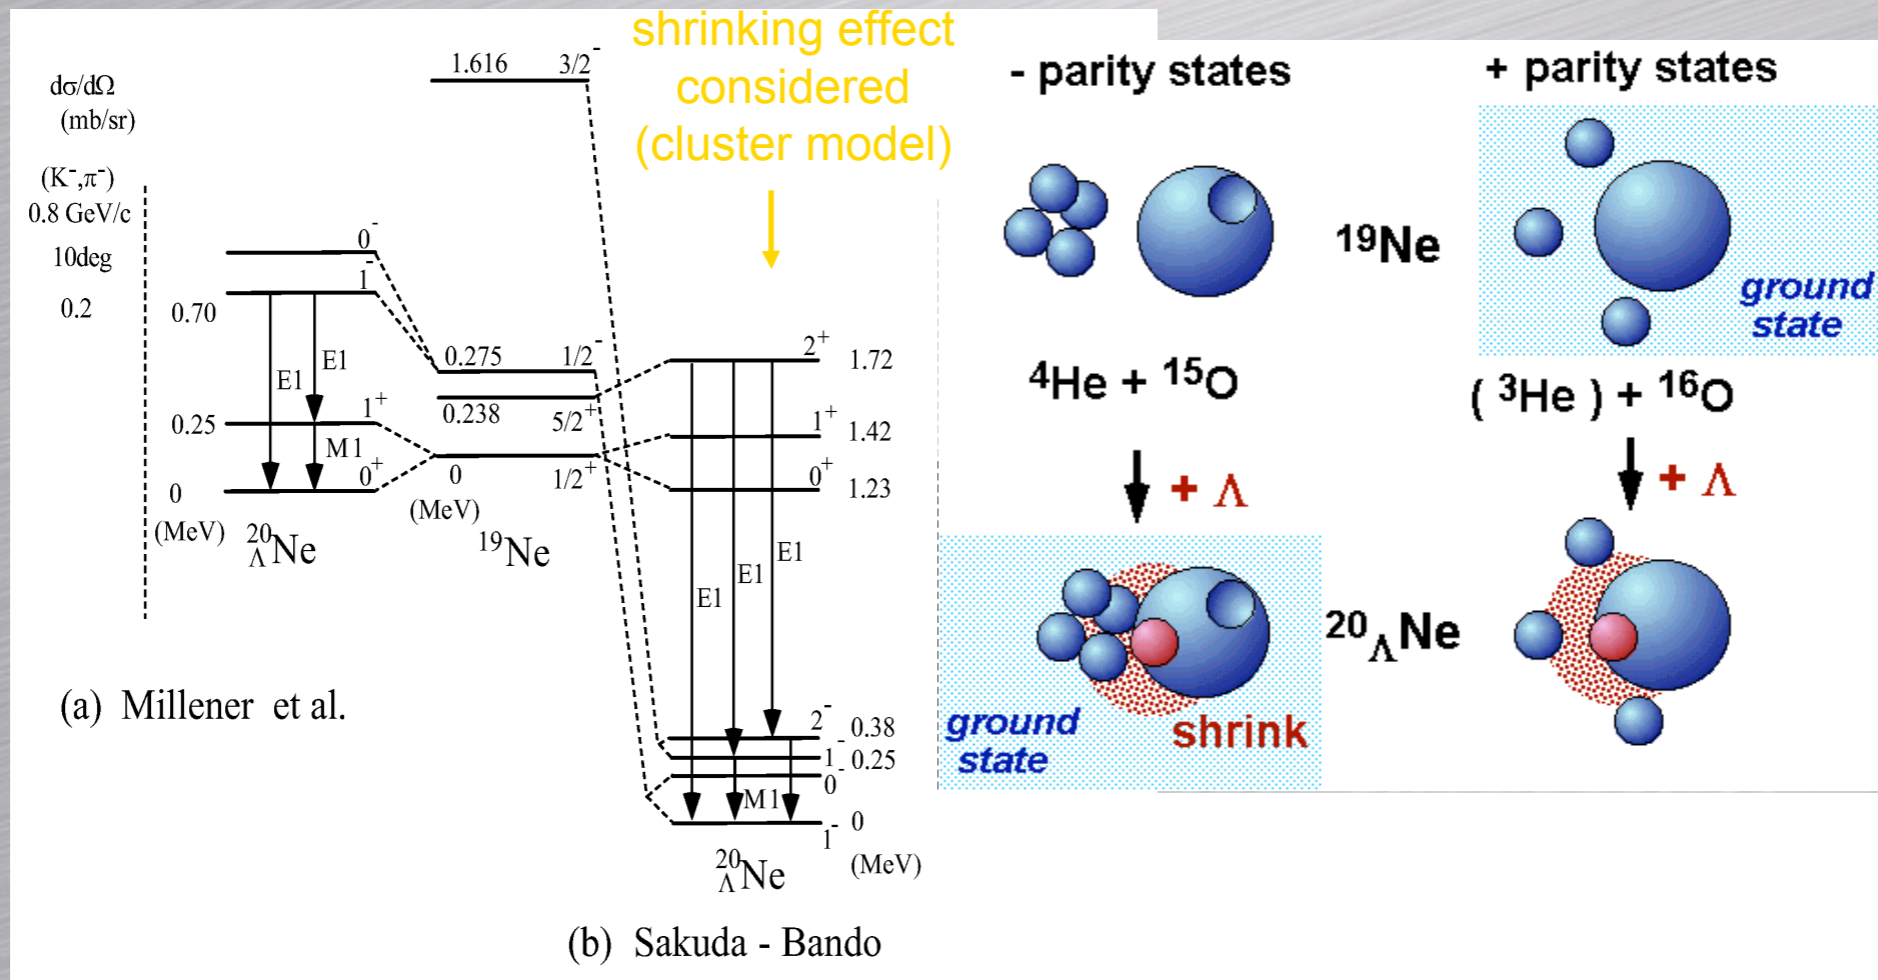 shrinking effect
considered
(cluster model)
- parity states
+ parity states
dσ/dΩ
(mb/sr)
(K⁻,π⁻)
0.8 GeV/c
10deg
0.2
0⁻
1⁻
0.70
E1
E1
0.25
1⁺
M1
0
0⁺
(MeV)
²⁰ΛNe
1.616 3/2⁻
0.275 1/2⁻
0.238 5/2⁺
0 1/2⁺
(MeV)
¹⁹Ne
2⁺ 1.72
1⁺ 1.42
0⁺ 1.23
E1
E1
E1
2⁻ 0.38
1⁻ 0.25
0⁻
M1
1⁻ 0
(MeV)
²⁰ΛNe
(a) Millener et al.
(b) Sakuda - Bando
¹⁹Ne
ground
state
⁴He + ¹⁵O
( ³He ) + ¹⁶O
+ Λ
+ Λ
²⁰ΛNe
ground
state
shrink